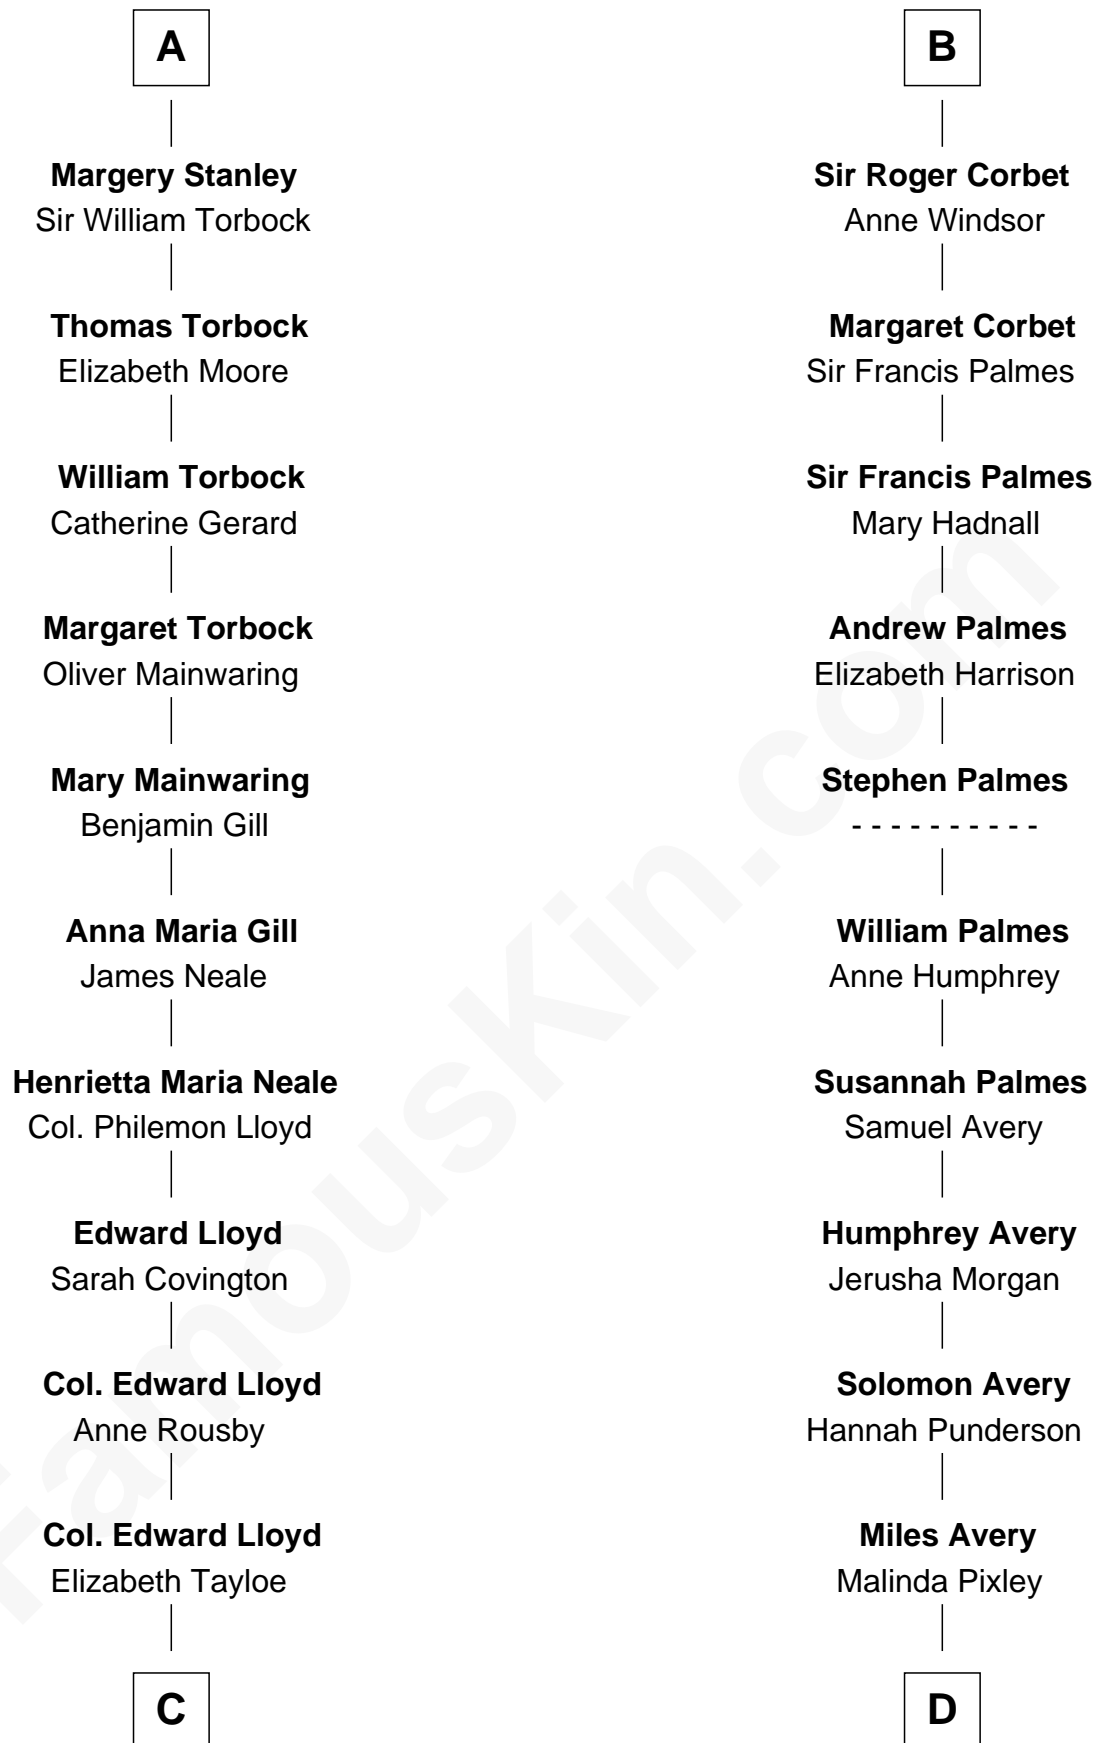 A
Margery Stanley
Sir William Torbock
Thomas Torbock
Elizabeth Moore
William Torbock
Catherine Gerard
Margaret Torbock
Oliver Mainwaring
Mary Mainwaring
Benjamin Gill
Anna Maria Gill
James Neale
Henrietta Maria Neale
Col. Philemon Lloyd
Edward Lloyd
Sarah Covington
Col. Edward Lloyd
Anne Rousby
Col. Edward Lloyd
Elizabeth Tayloe
C
B
Sir Roger Corbet
Anne Windsor
Margaret Corbet
Sir Francis Palmes
Sir Francis Palmes
Mary Hadnall
Andrew Palmes
Elizabeth Harrison
Stephen Palmes
- - - - - - - - - -
William Palmes
Anne Humphrey
Susannah Palmes
Samuel Avery
Humphrey Avery
Jerusha Morgan
Solomon Avery
Hannah Punderson
Miles Avery
Malinda Pixley
D
FamousKin.com